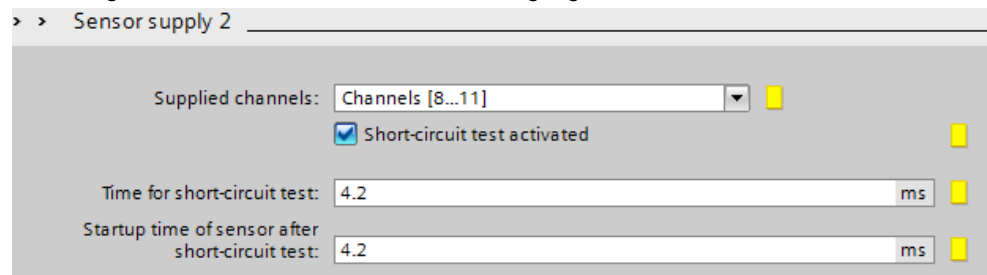 > > Sensor supply 2
Supplied channels: Channels [8...11]
Short-circuit test activated
Time for short-circuit test: 4.2 ms
Startup time of sensor after
short-circuit test: 4.2 ms